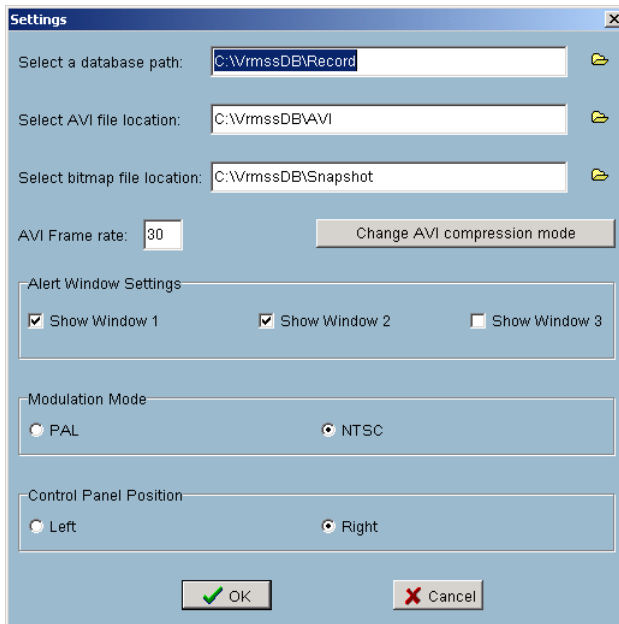 Settings
Select a database path: C:\VrmssDB\Record
Select AVI file location: C:\VrmssDB\AVI
Select bitmap file location: C:\VrmssDB\Snapshot
AVI Frame rate: 30 Change AVI compression mode
Alert Window Settings
Show Window 1 Show Window 2 Show Window 3
Modulation Mode
PAL NTSC
Control Panel Position
Left Right
OK Cancel